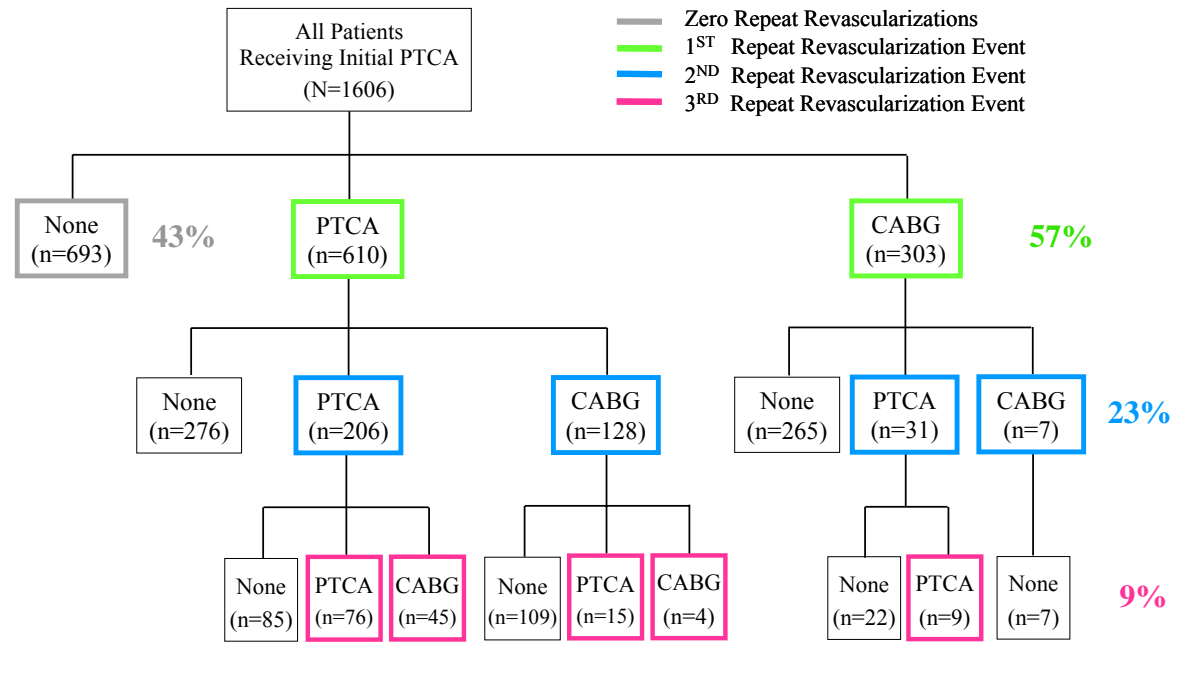 All Patients
Receiving Initial PTCA
(N=1606)
Zero Repeat Revascularizations
1ST Repeat Revascularization Event
2ND Repeat Revascularization Event
3RD Repeat Revascularization Event
None
(n=693)
43%
PTCA
(n=610)
CABG
(n=303)
57%
None
(n=276)
PTCA
(n=206)
CABG
(n=128)
None
(n=265)
PTCA
(n=31)
CABG
(n=7)
23%
None
(n=85)
PTCA
(n=76)
CABG
(n=45)
None
(n=109)
PTCA
(n=15)
CABG
(n=4)
None
(n=22)
PTCA
(n=9)
None
(n=7)
9%